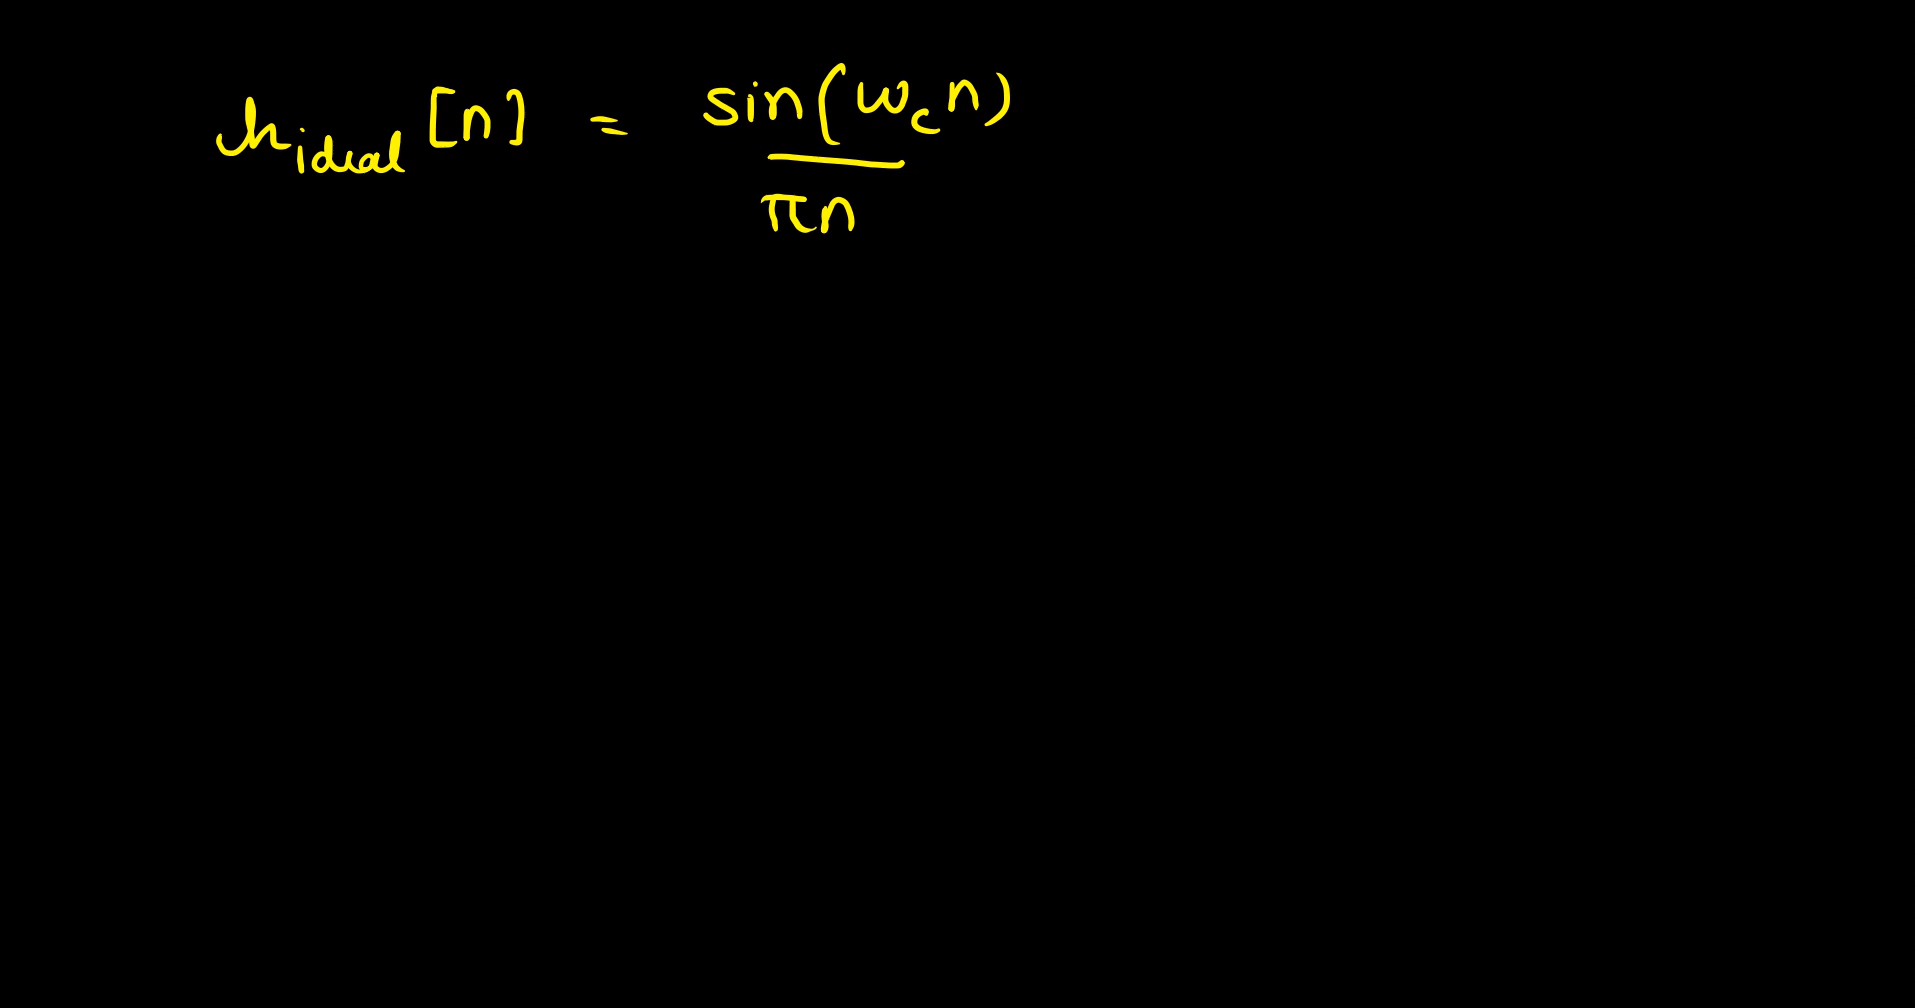 h_ideal [n] = sin(ω_c n)
πn